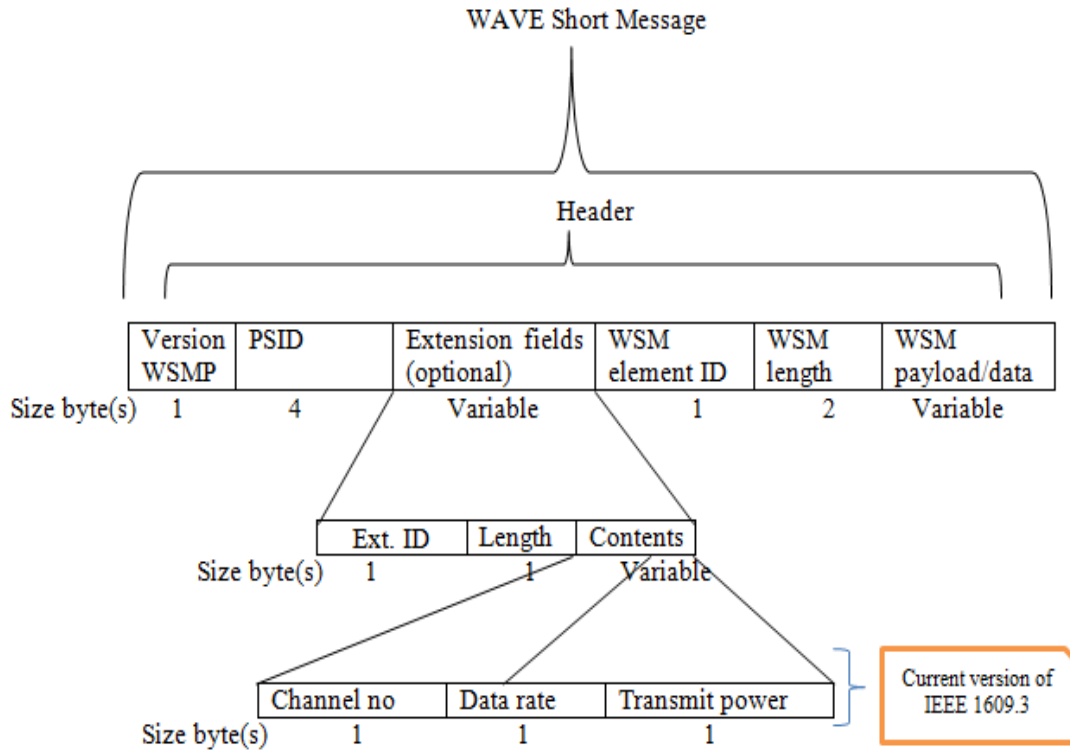 WAVE Short Message
Header
Version WSMP PSID Extension fields (optional) WSM element ID WSM length WSM payload/data
Size byte(s) 1 4 Variable 1 2 Variable
Ext. ID Length Contents
Size byte(s) 1 1 Variable
Channel no Data rate Transmit power
Size byte(s) 1 1 1
Current version of
IEEE 1609.3